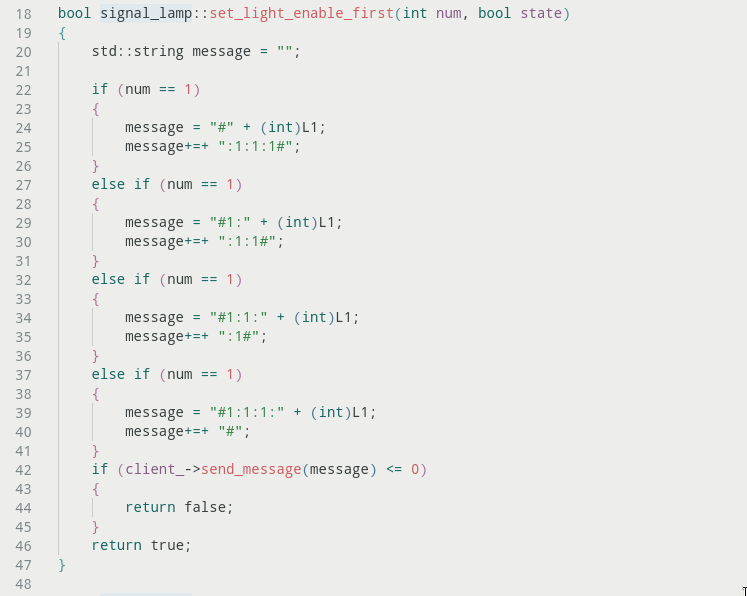 18 bool signal_lamp::set_light_enable_first(int num, bool state)
19 {
20     std::string message = "";
21
22     if (num == 1)
23     {
24         message = "#" + (int)L1;
25         message+=+ ":1:1:1#";
26     }
27     else if (num == 1)
28     {
29         message = "#1:" + (int)L1;
30         message+=+ ":1:1#";
31     }
32     else if (num == 1)
33     {
34         message = "#1:1:" + (int)L1;
35         message+=+ ":1#";
36     }
37     else if (num == 1)
38     {
39         message = "#1:1:1:" + (int)L1;
40         message+=+ "#";
41     }
42     if (client_->send_message(message) <= 0)
43     {
44         return false;
45     }
46     return true;
47 }
48